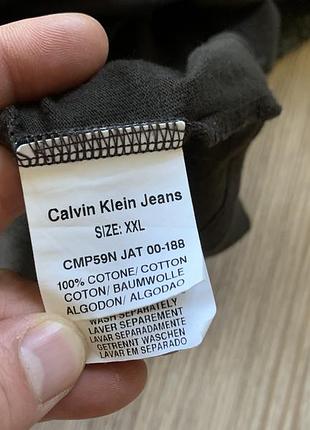 Calvin Klein Jeans
SIZE: XXL
CMP59N JAT 00-188
100% COTONE/COTTON
COTON/ BAUMWOLLE
ALGODON/ ALGODAO
WASH SEPARATELY
LAVER SEPAREMENT
LAVAR SEPARADAMENTE
GETRENNT WASCHEN
LAVAR EM SEPARADO